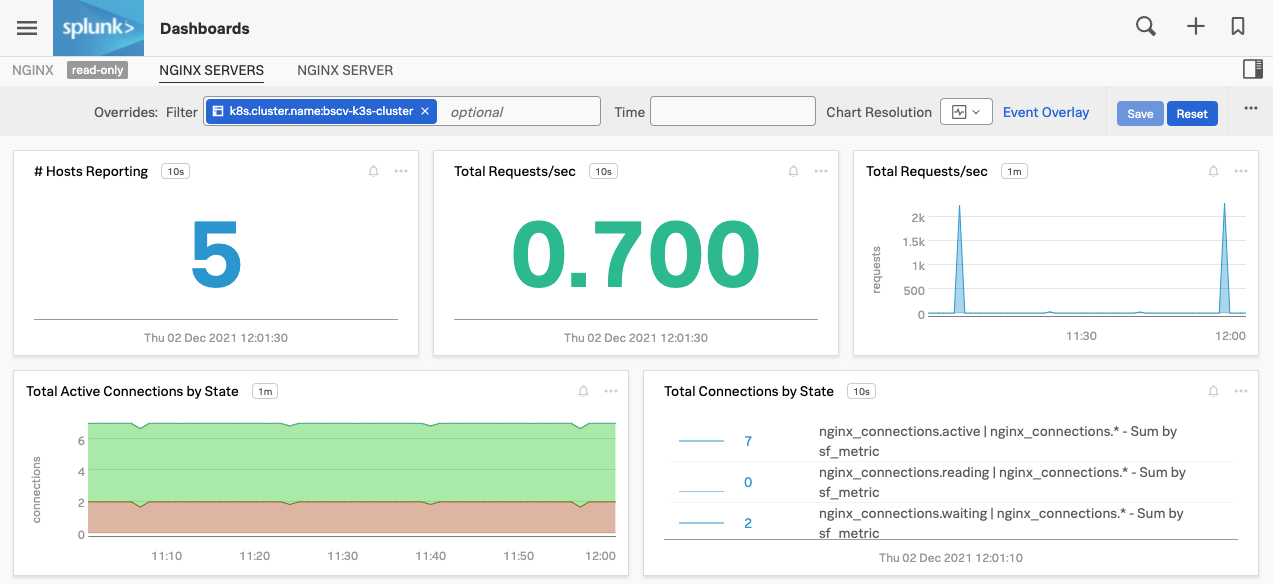 splunk>
Dashboards
NGINX
read-only
NGINX SERVERS
NGINX SERVER
Overrides:
Filter
k8s.cluster.name:bscv-k3s-cluster ×
optional
Time
Chart Resolution
Event Overlay
Save
Reset
# Hosts Reporting
10s
5
Thu 02 Dec 2021 12:01:30
Total Requests/sec
10s
0.700
Thu 02 Dec 2021 12:01:30
Total Requests/sec
1m
requests
2k
1.5k
1k
500
0
11:30
12:00
Total Active Connections by State
1m
connections
6
4
2
0
11:10
11:20
11:30
11:40
11:50
12:00
Total Connections by State
10s
7
nginx_connections.active | nginx_connections.* - Sum by
sf_metric
0
nginx_connections.reading | nginx_connections.* - Sum by
sf_metric
2
nginx_connections.waiting | nginx_connections.* - Sum by
sf_metric
Thu 02 Dec 2021 12:01:10